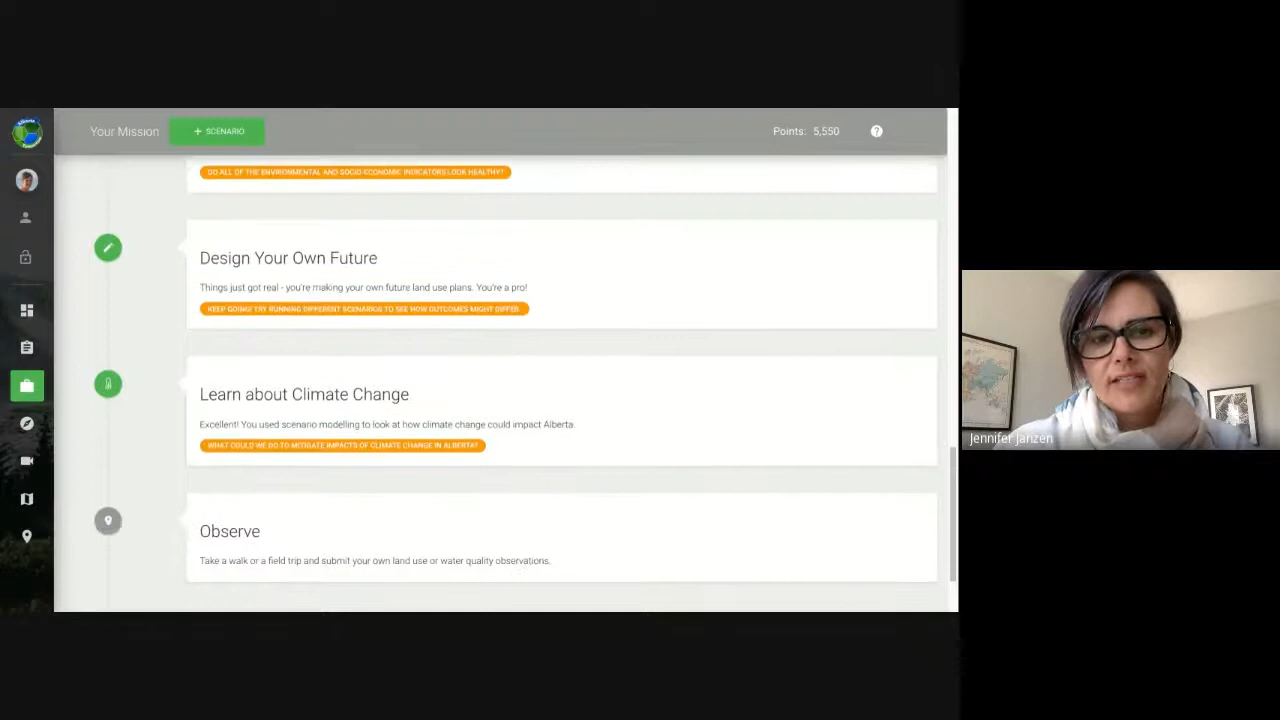 Your Mission
+ SCENARIO
Points: 5,550
?
DO ALL OF THE ENVIRONMENTAL AND SOCIO-ECONOMIC INDICATORS LOOK HEALTHY?
Design Your Own Future
Things just got real - you're making your own future land use plans. You're a pro!
KEEP GOING! TRY RUNNING DIFFERENT SCENARIOS TO SEE HOW OUTCOMES MIGHT DIFFER.
Learn about Climate Change
Excellent! You used scenario modelling to look at how climate change could impact Alberta.
WHAT COULD WE DO TO MITIGATE IMPACTS OF CLIMATE CHANGE IN ALBERTA?
Observe
Take a walk or a field trip and submit your own land use or water quality observations.
Jennifer Janzen